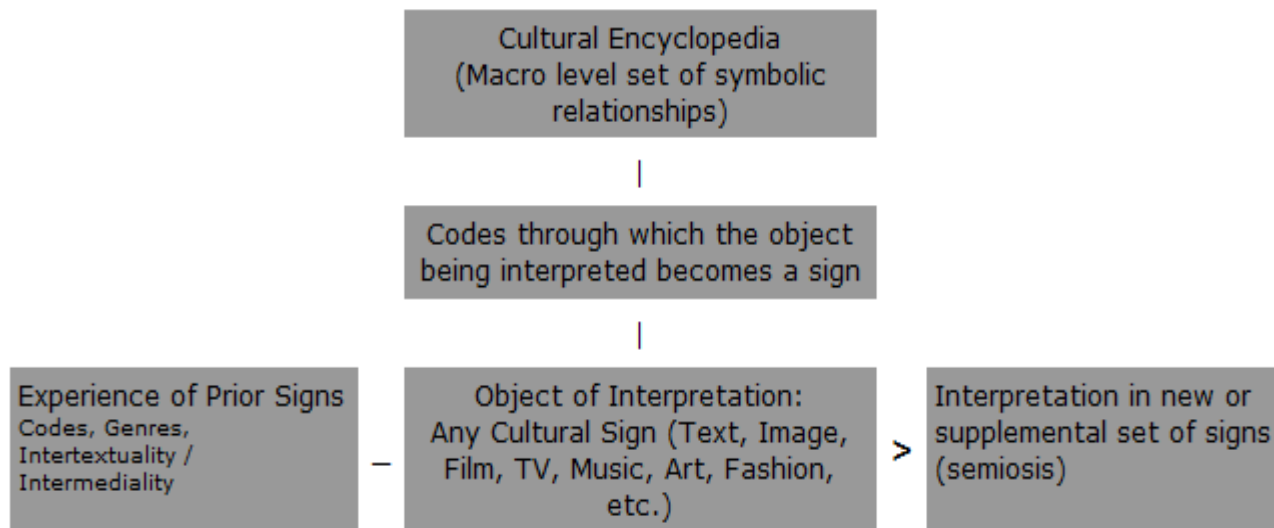 Cultural Encyclopedia
(Macro level set of symbolic
relationships)
|
Codes through which the object
being interpreted becomes a sign
|
Experience of Prior Signs
Codes, Genres,
Intertextuality /
Intermediality
–
Object of Interpretation:
Any Cultural Sign (Text, Image,
Film, TV, Music, Art, Fashion,
etc.)
>
Interpretation in new or
supplemental set of signs
(semiosis)